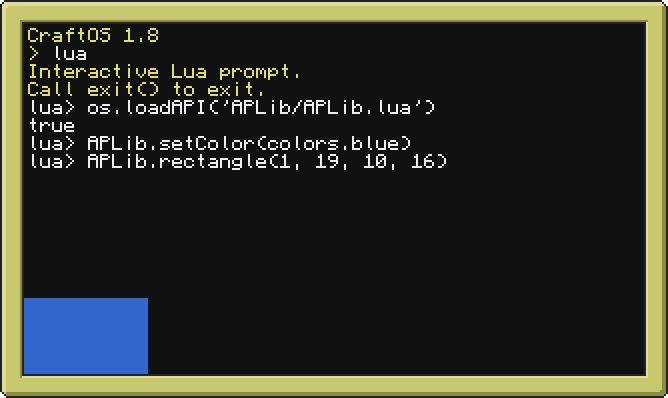 CraftOS 1.8
> lua
Interactive Lua prompt.
Call exit() to exit.
lua> os.loadAPI('APLib/APLib.lua')
true
lua> APLib.setColor(colors.blue)
lua> APLib.rectangle(1, 19, 10, 16)